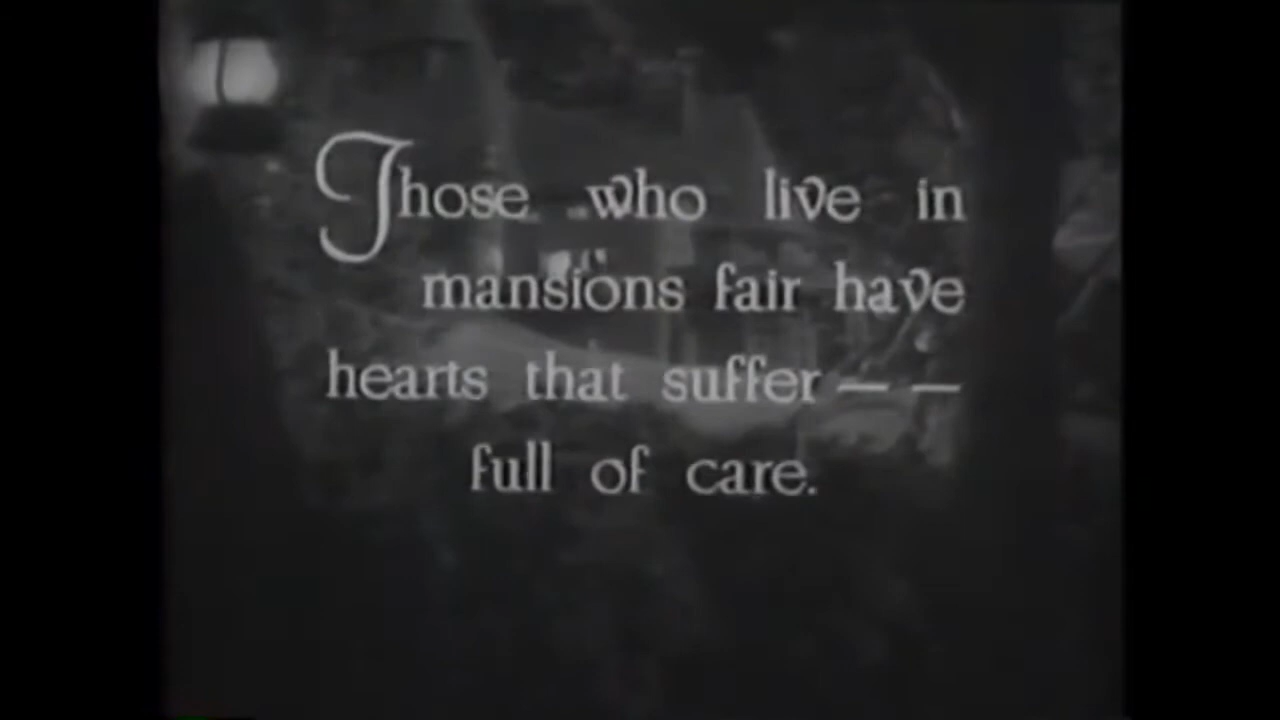 Those who live in
mansions fair have
hearts that suffer — —
full of care.